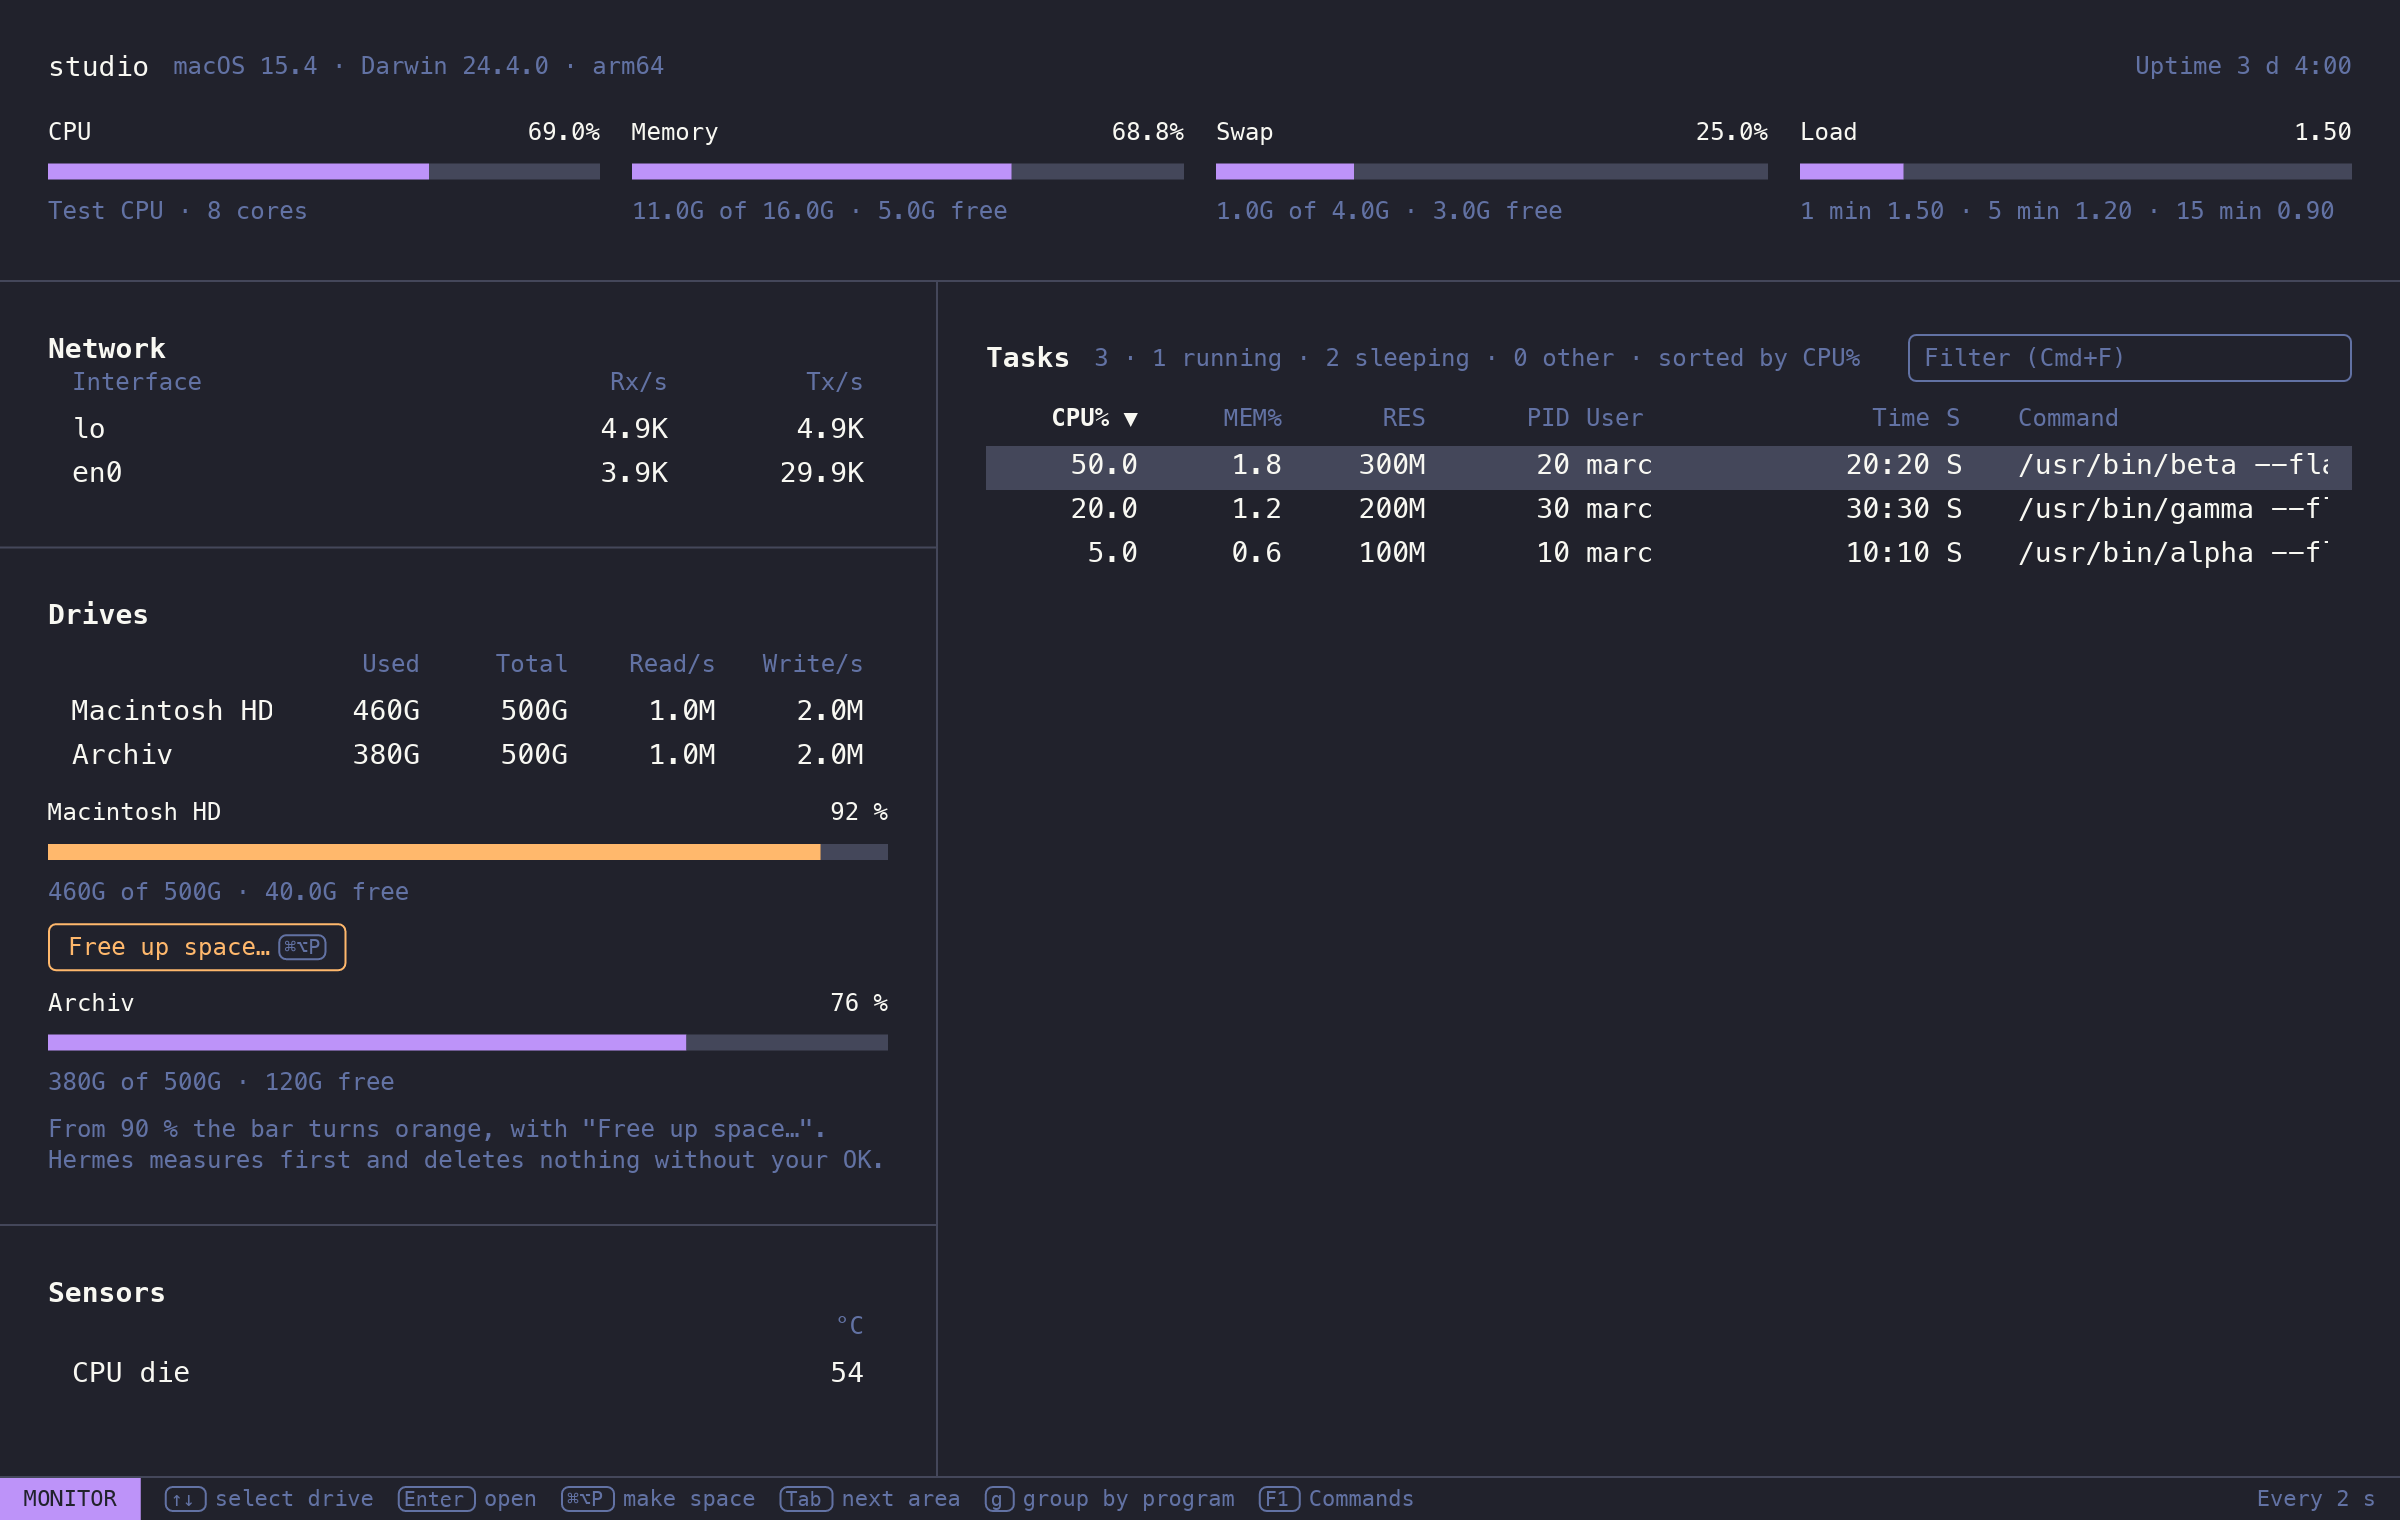 studio macOS 15.4 · Darwin 24.4.0 · arm64 Uptime 3 d 4:00
CPU 69.0% Memory 68.8% Swap 25.0% Load 1.50
Test CPU · 8 cores 11.0G of 16.0G · 5.0G free 1.0G of 4.0G · 3.0G free 1 min 1.50 · 5 min 1.20 · 15 min 0.90
Network
Interface Rx/s Tx/s
lo 4.9K 4.9K
en0 3.9K 29.9K
Drives
Used Total Read/s Write/s
Macintosh HD 460G 500G 1.0M 2.0M
Archiv 380G 500G 1.0M 2.0M
Macintosh HD 92 %
460G of 500G · 40.0G free
Free up space… ⌘⌥P
Archiv 76 %
380G of 500G · 120G free
From 90 % the bar turns orange, with "Free up space…".
Hermes measures first and deletes nothing without your OK.
Sensors
°C
CPU die 54
Tasks 3 · 1 running · 2 sleeping · 0 other · sorted by CPU% Filter (Cmd+F)
CPU% ▼ MEM% RES PID User Time S Command
50.0 1.8 300M 20 marc 20:20 S /usr/bin/beta --fla
20.0 1.2 200M 30 marc 30:30 S /usr/bin/gamma --fl
5.0 0.6 100M 10 marc 10:10 S /usr/bin/alpha --fl
MONITOR ↑↓ select drive Enter open ⌘⌥P make space Tab next area g group by program F1 Commands Every 2 s